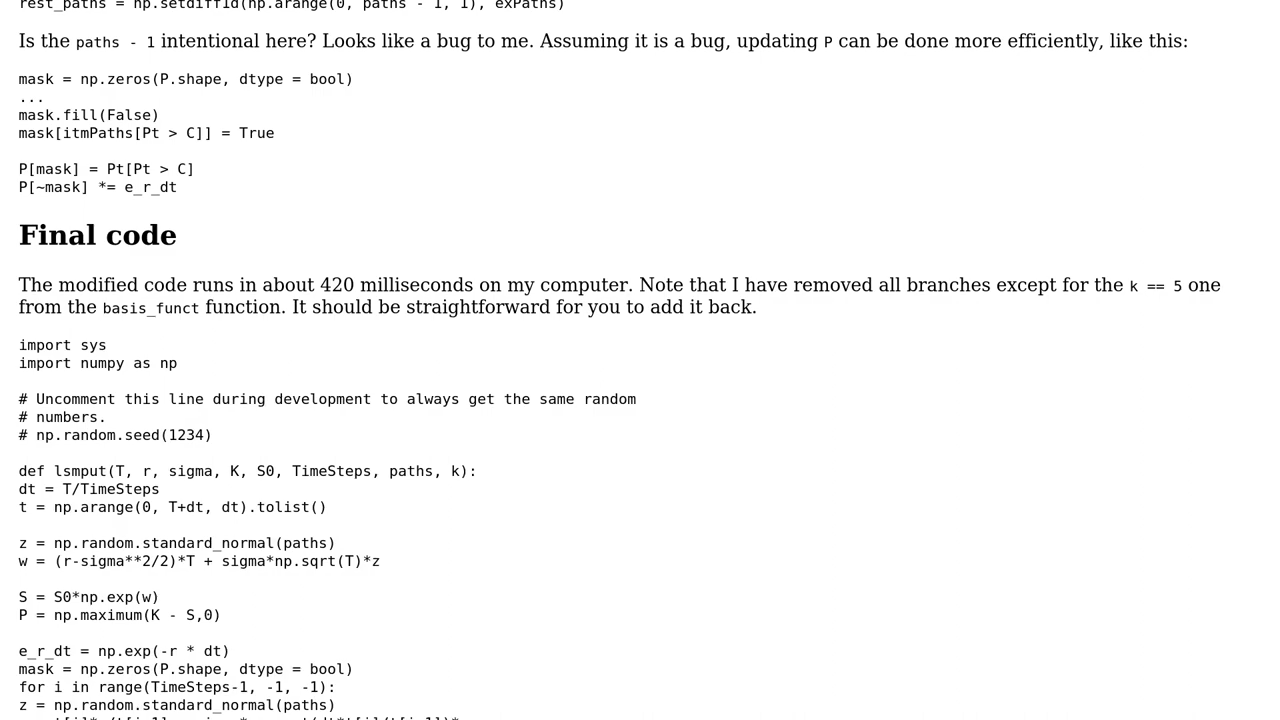 rest_paths = np.setdiff1d(np.arange(0, paths - 1, 1), exPaths)
Is the paths - 1 intentional here? Looks like a bug to me. Assuming it is a bug, updating P can be done more efficiently, like this:
mask = np.zeros(P.shape, dtype = bool)
...
mask.fill(False)
mask[itmPaths[Pt > C]] = True
P[mask] = Pt[Pt > C]
P[~mask] *= e_r_dt
Final code
The modified code runs in about 420 milliseconds on my computer. Note that I have removed all branches except for the k == 5 one
from the basis_funct function. It should be straightforward for you to add it back.
import sys
import numpy as np
# Uncomment this line during development to always get the same random
# numbers.
# np.random.seed(1234)
def lsmput(T, r, sigma, K, S0, TimeSteps, paths, k):
dt = T/TimeSteps
t = np.arange(0, T+dt, dt).tolist()
z = np.random.standard_normal(paths)
w = (r-sigma**2/2)*T + sigma*np.sqrt(T)*z
S = S0*np.exp(w)
P = np.maximum(K - S,0)
e_r_dt = np.exp(-r * dt)
mask = np.zeros(P.shape, dtype = bool)
for i in range(TimeSteps-1, -1, -1):
z = np.random.standard_normal(paths)